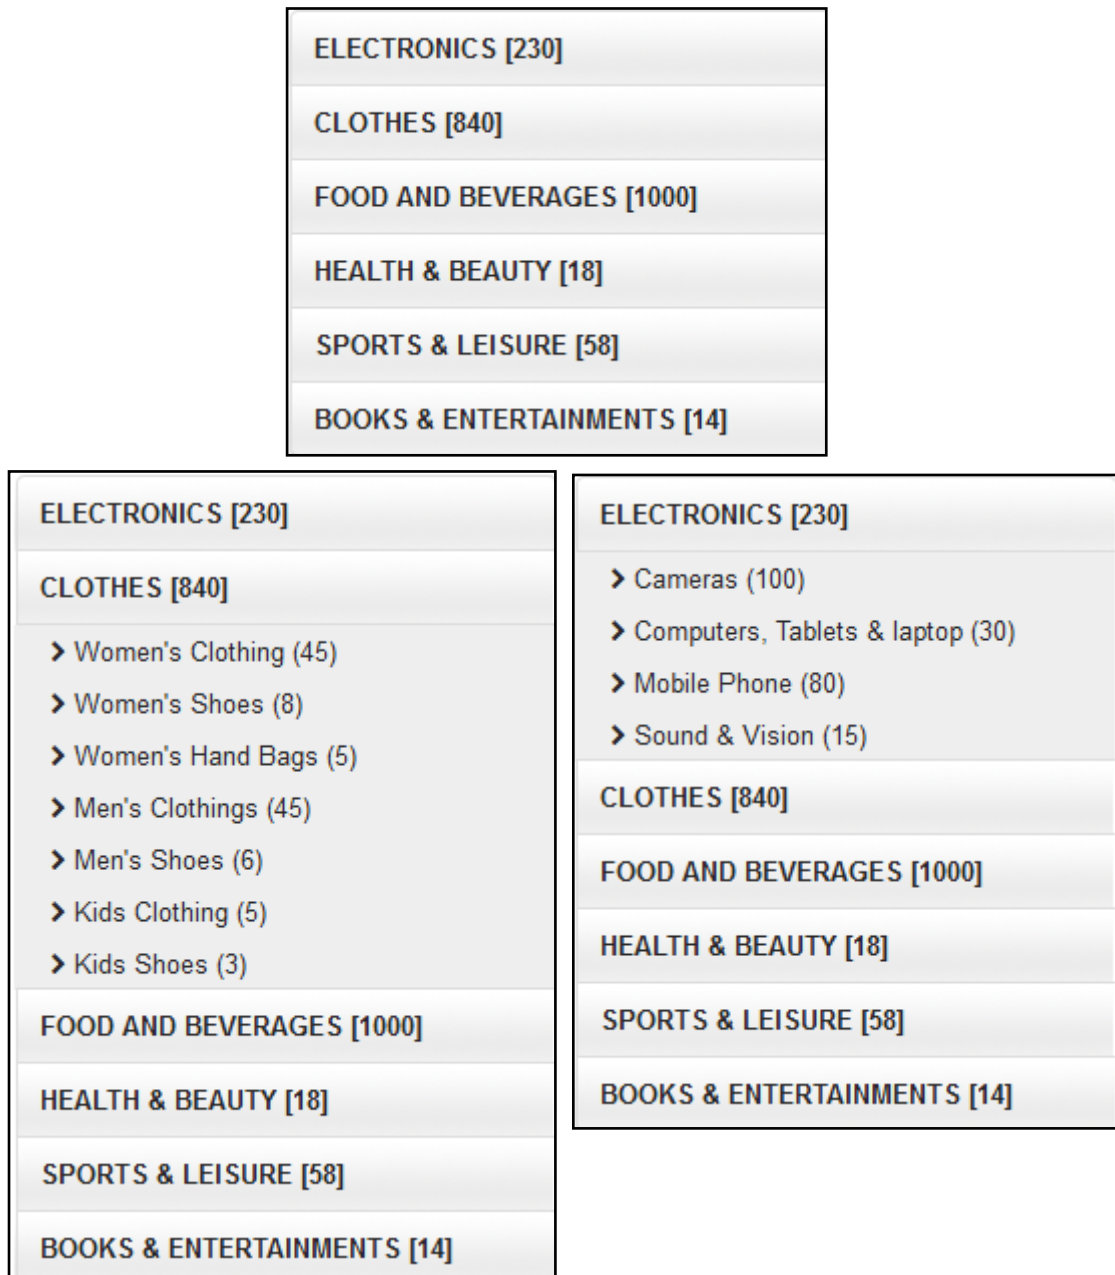 ELECTRONICS [230]
CLOTHES [840]
FOOD AND BEVERAGES [1000]
HEALTH & BEAUTY [18]
SPORTS & LEISURE [58]
BOOKS & ENTERTAINMENTS [14]
ELECTRONICS [230]
CLOTHES [840]
Women's Clothing (45)
Women's Shoes (8)
Women's Hand Bags (5)
Men's Clothings (45)
Men's Shoes (6)
Kids Clothing (5)
Kids Shoes (3)
FOOD AND BEVERAGES [1000]
HEALTH & BEAUTY [18]
SPORTS & LEISURE [58]
BOOKS & ENTERTAINMENTS [14]
ELECTRONICS [230]
Cameras (100)
Computers, Tablets & laptop (30)
Mobile Phone (80)
Sound & Vision (15)
CLOTHES [840]
FOOD AND BEVERAGES [1000]
HEALTH & BEAUTY [18]
SPORTS & LEISURE [58]
BOOKS & ENTERTAINMENTS [14]